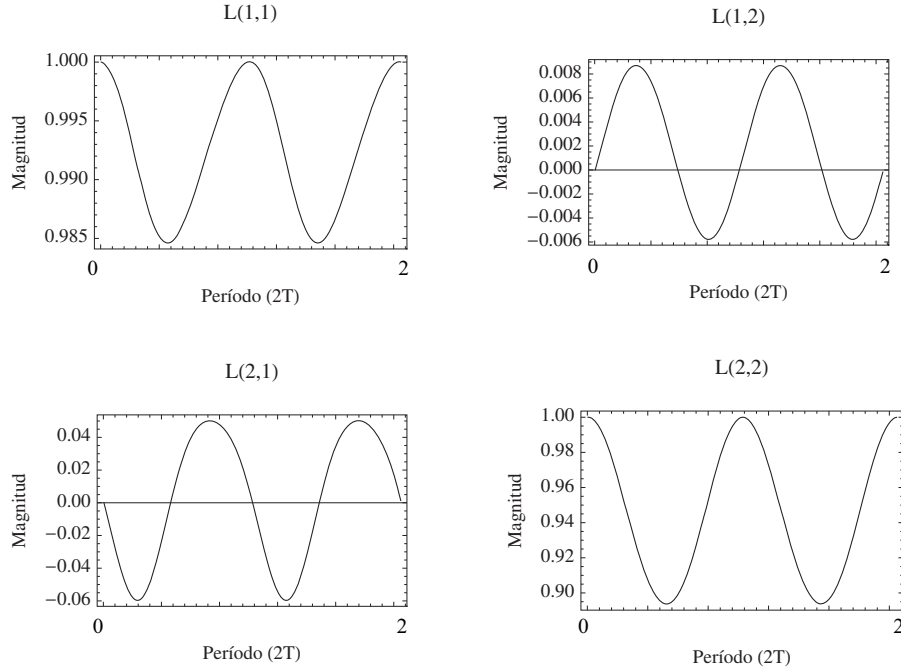 L(1,1)
1.000
0.995
0.990
0.985
Magnitud
0
2
Período (2T)
L(1,2)
0.008
0.006
0.004
0.002
0.000
−0.002
−0.004
−0.006
Magnitud
0
2
Período (2T)
L(2,1)
0.04
0.02
0.00
−0.02
−0.04
−0.06
Magnitud
0
2
Período (2T)
L(2,2)
1.00
0.98
0.96
0.94
0.92
0.90
Magnitud
0
2
Período (2T)